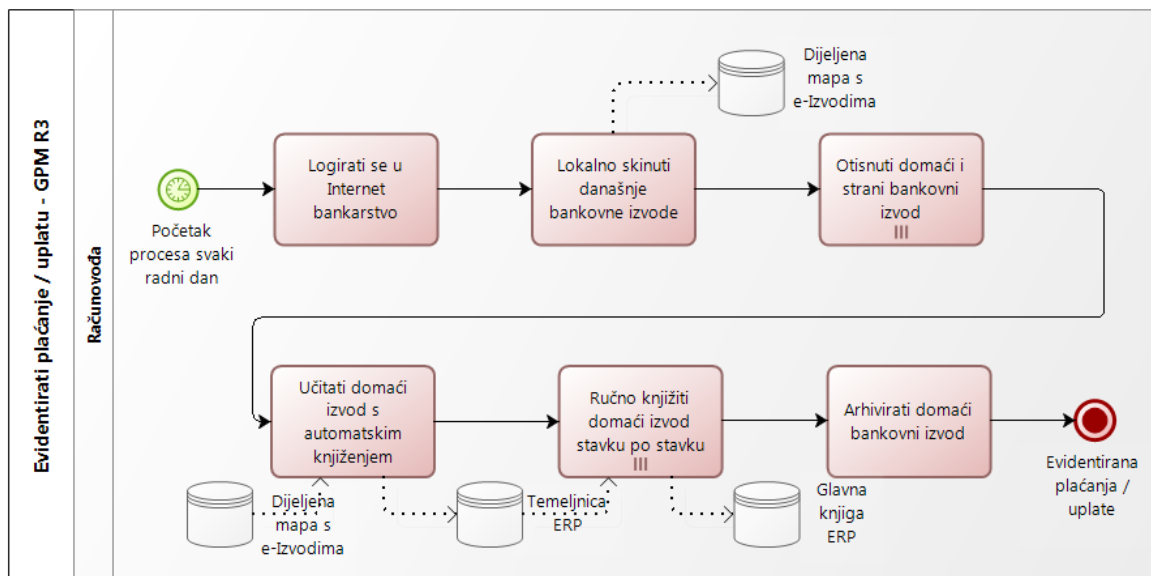 Evidentirati plaćanje / uplatu - GPM R3
Računovođa
Početak
procesa svaki
radni dan
Logirati se u
Internet
bankarstvo
Lokalno skinuti
današnje
bankovne izvode
Dijeljena
mapa s
e-Izvodima
Otisnuti domaći i
strani bankovni
izvod
Učitati domaći
izvod s
automatskim
knjiženjem
Dijeljena
mapa s
e-Izvodima
Ručno knjižiti
domaći izvod
stavku po stavku
Temeljnica
ERP
Arhivirati domaći
bankovni izvod
Glavna
knjiga
ERP
Evidentirana
plaćanja /
uplate